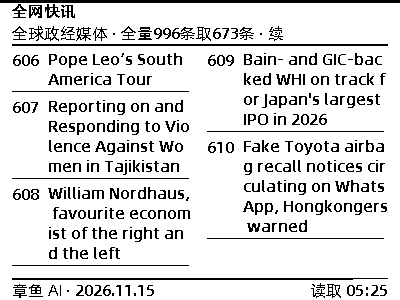 全网快讯
全球政经媒体 · 全量996条取673条 · 续
606 Pope Leo's South
America Tour
607 Reporting on and
Responding to Vio
lence Against Wo
men in Tajikistan
608 William Nordhaus,
favourite econom
ist of the right an
d the left
609 Bain- and GIC-bac
ked WHI on track f
or Japan's largest
IPO in 2026
610 Fake Toyota airba
g recall notices cir
culating on Whats
App, Hongkongers
warned
章鱼 AI · 2026.11.15
读取 05:25